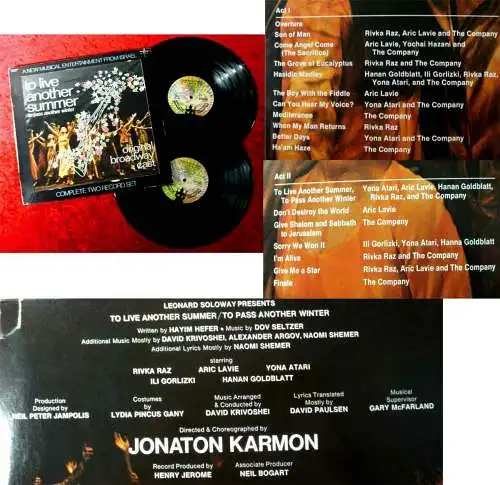 A NEW MUSICAL ENTERTAINMENT FROM ISRAEL
to live
another
summer
to pass another winter
original
broadway
cast
COMPLETE TWO RECORD SET
Act I
Overture
Son of Man Rivka Raz, Aric Lavie and The Company
Come Angel Come Aric Lavie, Yochai Hazani and
(The Sacrifice) The Company
The Grove of Eucalyptus Rivka Raz and The Company
Hasidic Medley Hanan Goldblatt, Ili Gorlizki, Rivka Raz,
Yona Atari, and The Company
The Boy With the Fiddle Aric Lavie
Can You Hear My Voice? Yona Atari and The Company
Mediteranee The Company
When My Man Returns Rivka Raz
Better Days Yona Atari and The Company
Ha'am Haze The Company
Act II
To Live Another Summer, Yona Atari, Aric Lavie, Hanan Goldblatt,
To Pass Another Winter Rivka Raz, and The Company
Don't Destroy the World Aric Lavie
Give Shalom and Sabbath The Company
to Jerusalem
Sorry We Won It Ili Gorlizki, Yona Atari, Hanna Goldblatt
I'm Alive Rivka Raz and The Company
Give Me a Star Rivka Raz, Aric Lavie and The Company
Finale The Company
LEONARD SOLOWAY PRESENTS
TO LIVE ANOTHER SUMMER/TO PASS ANOTHER WINTER
Written by HAYIM HEFER • Music by DOV SELTZER
Additional Music Mostly by DAVID KRIVOSHEI, ALEXANDER ARGOV, NAOMI SHEMER
Additional Lyrics Mostly by NAOMI SHEMER
starring
RIVKA RAZ ARIC LAVIE YONA ATARI
ILI GORLIZKI HANAN GOLDBLATT
Production Designed by NEIL PETER JAMPOLIS
Costumes by LYDIA PINCUS GANY
Music Arranged & Conducted by DAVID KRIVOSHEI
Lyrics Translated Mostly by DAVID PAULSEN
Musical Supervisor GARY McFARLAND
Directed & Choreographed by
JONATON KARMON
Record Produced by HENRY JEROME
Associate Producer NEIL BOGART